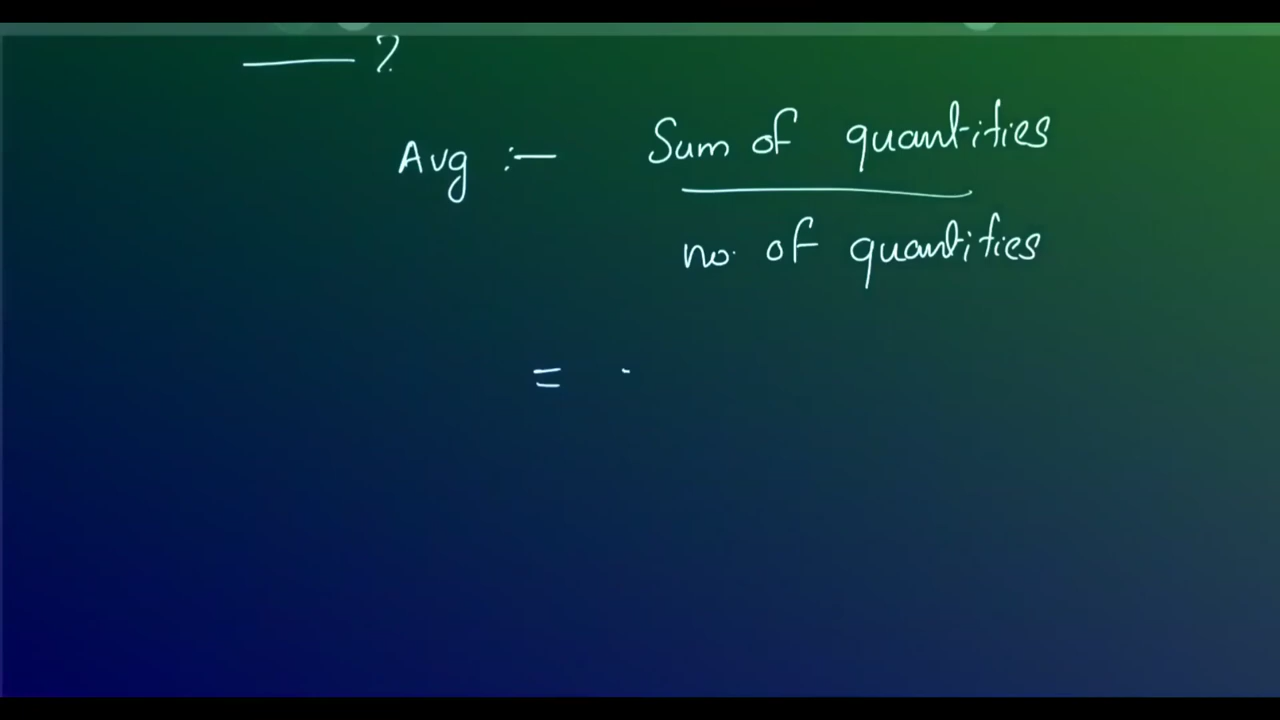 ——— ?
Avg :— Sum of quantities
no. of quantities
=